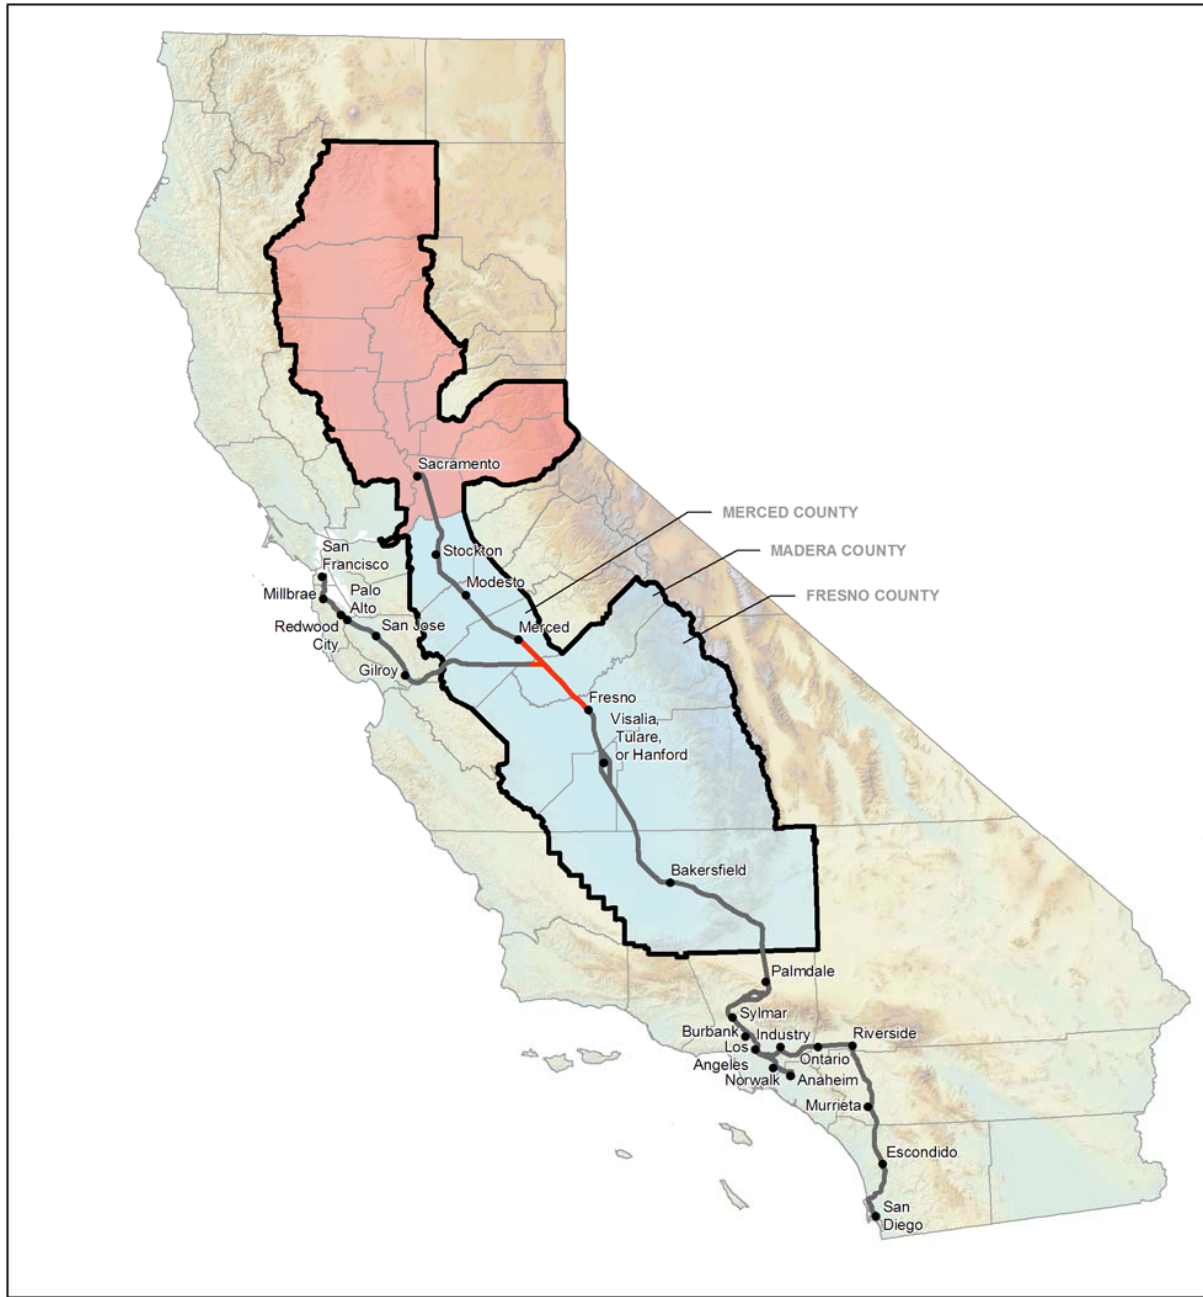 Sacramento
MERCED COUNTY
MADERA COUNTY
FRESNO COUNTY
San
Francisco
Stockton
Modesto
Millbrae
Palo
Alto
Redwood
City
San Jose
Merced
Gilroy
Fresno
Visalia,
Tulare,
or Hanford
Bakersfield
Palmdale
Sylmar
Burbank
Industry
Riverside
Los
Angeles
Ontario
Norwalk
Anaheim
Murrieta
Escondido
San
Diego